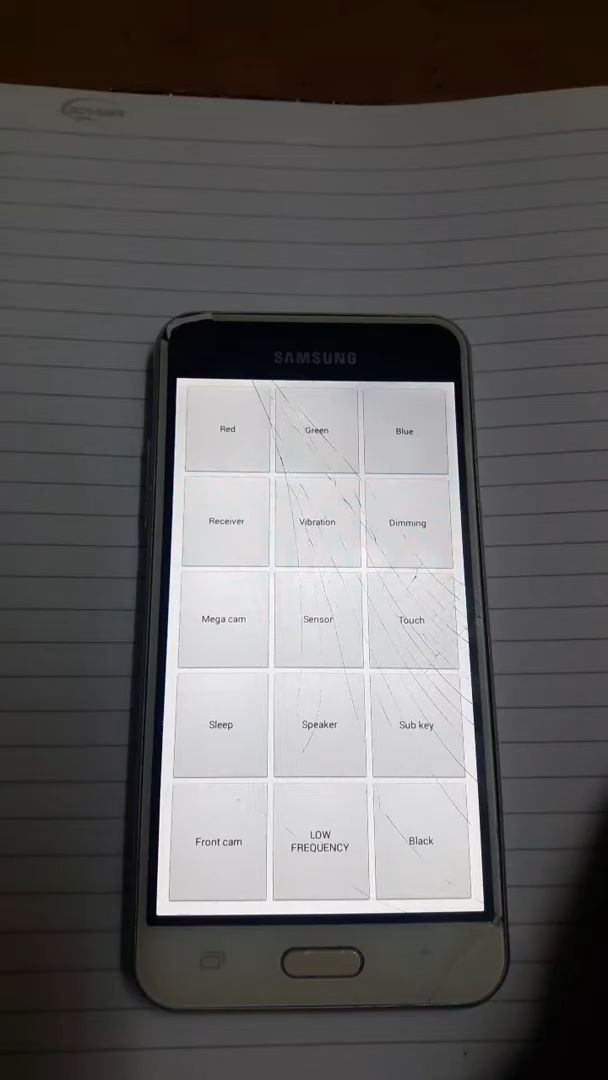 SAMSUNG
Red
Green
Blue
Receiver
Vibration
Dimming
Mega cam
Sensor
Touch
Sleep
Speaker
Sub key
Front cam
LOW
FREQUENCY
Black